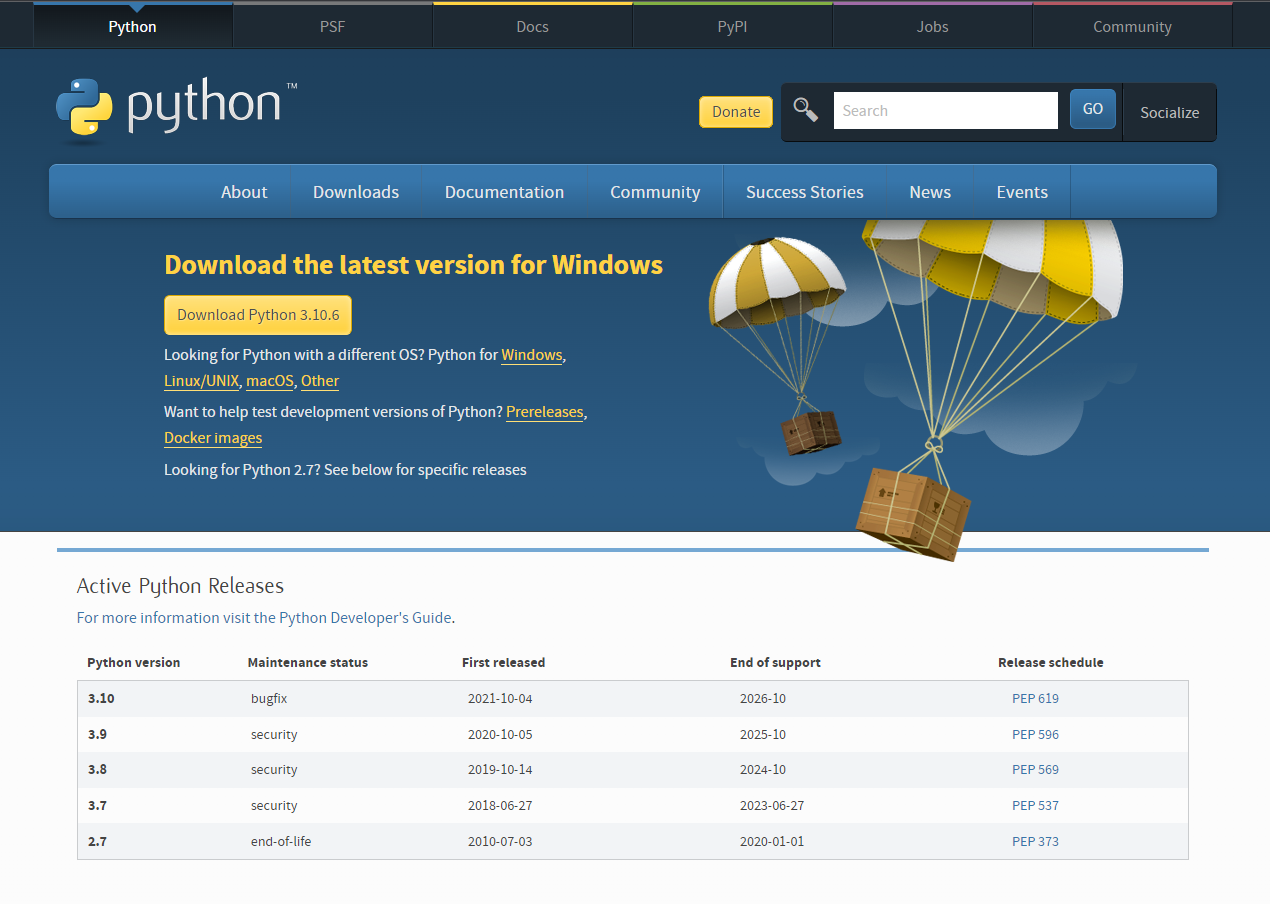 Python PSF Docs PyPI Jobs Community
python™
Donate Search GO Socialize
About Downloads Documentation Community Success Stories News Events
Download the latest version for Windows
Download Python 3.10.6
Looking for Python with a different OS? Python for Windows,
Linux/UNIX, macOS, Other
Want to help test development versions of Python? Prereleases,
Docker images
Looking for Python 2.7? See below for specific releases
Active Python Releases
For more information visit the Python Developer's Guide.
Python version Maintenance status First released End of support Release schedule
3.10 bugfix 2021-10-04 2026-10 PEP 619
3.9 security 2020-10-05 2025-10 PEP 596
3.8 security 2019-10-14 2024-10 PEP 569
3.7 security 2018-06-27 2023-06-27 PEP 537
2.7 end-of-life 2010-07-03 2020-01-01 PEP 373